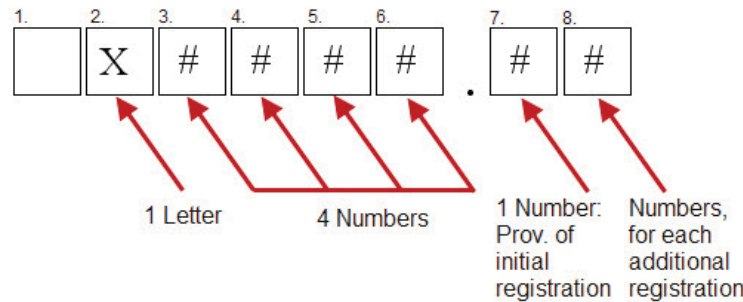 1. 2. 3. 4. 5. 6. 7. 8.
X # # # # . # #
1 Letter
4 Numbers
1 Number:
Prov. of
initial
registration
Numbers,
for each
additional
registration